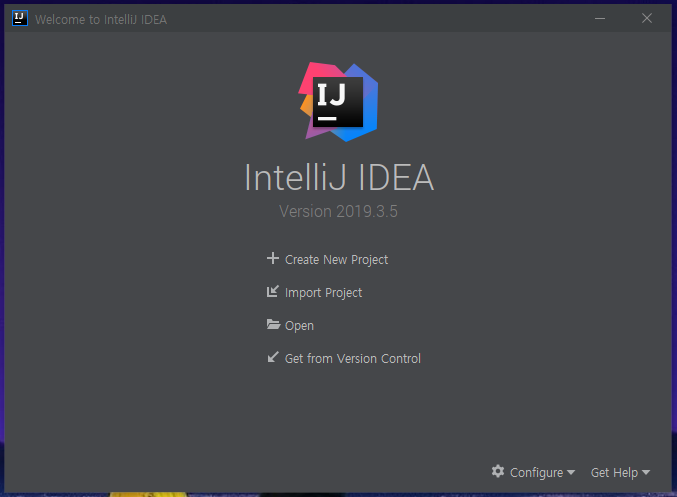 Welcome to IntelliJ IDEA
IJ
IntelliJ IDEA
Version 2019.3.5
Create New Project
Import Project
Open
Get from Version Control
Configure
Get Help